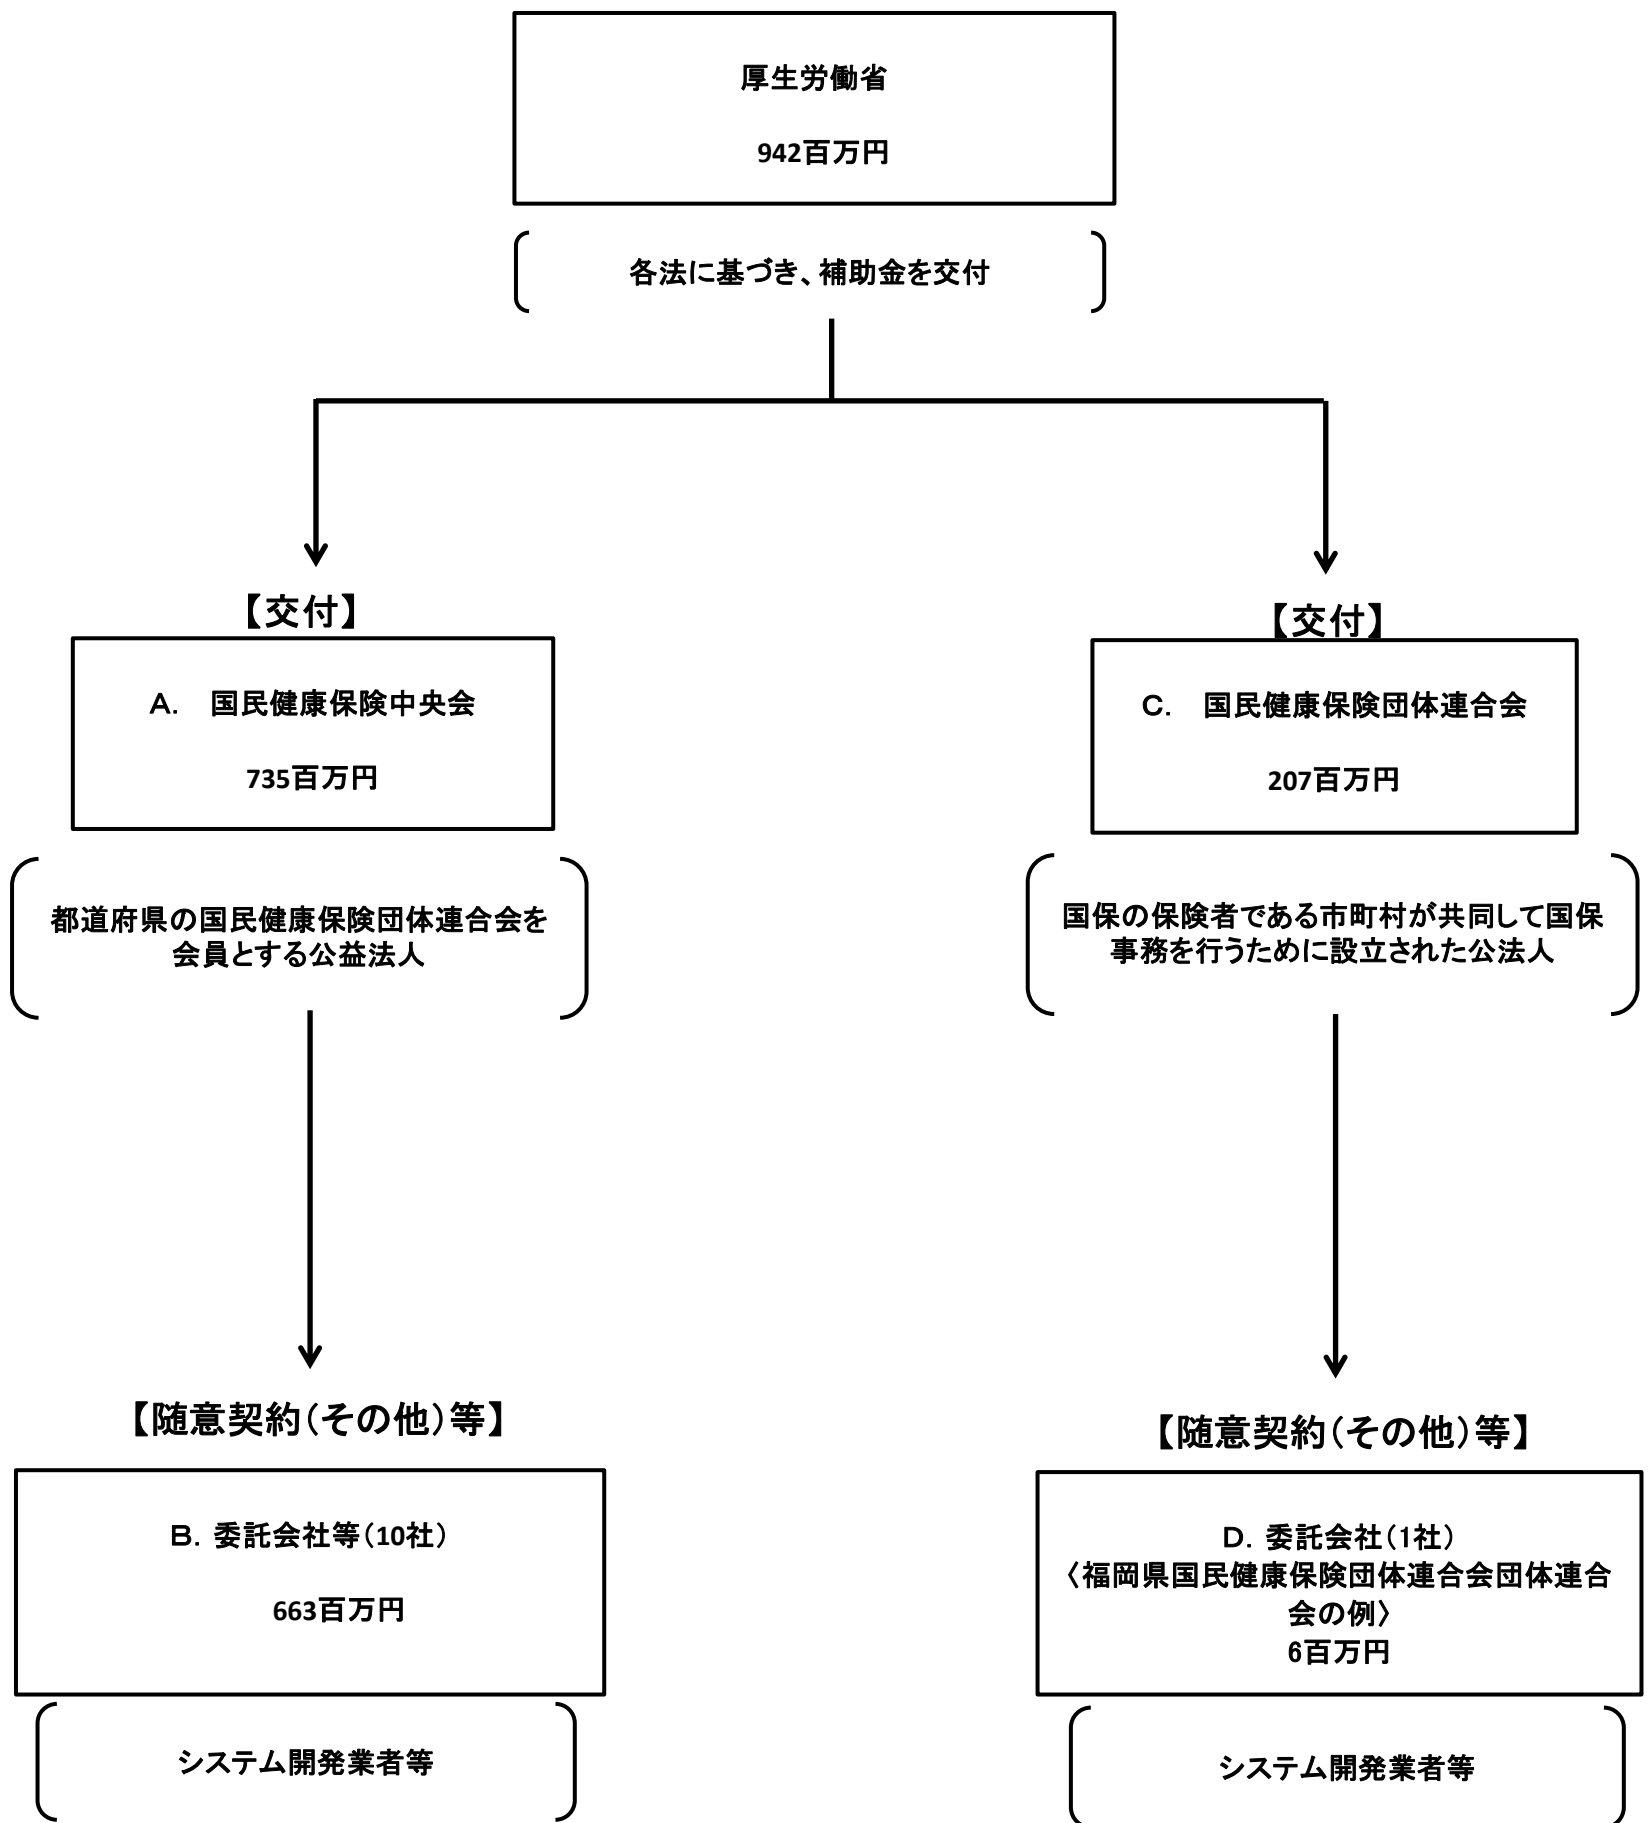 厚生労働省
942百万円
各法に基づき、補助金を交付
【交付】
A.　国民健康保険中央会
735百万円
都道府県の国民健康保険団体連合会を
会員とする公益法人
【随意契約（その他）等】
B. 委託会社等（10社）
663百万円
システム開発業者等
【交付】
C.　国民健康保険団体連合会
207百万円
国保の保険者である市町村が共同して国保
事務を行うために設立された公法人
【随意契約（その他）等】
D. 委託会社（1社）
〈福岡県国民健康保険団体連合会団体連合
会の例〉
6百万円
システム開発業者等